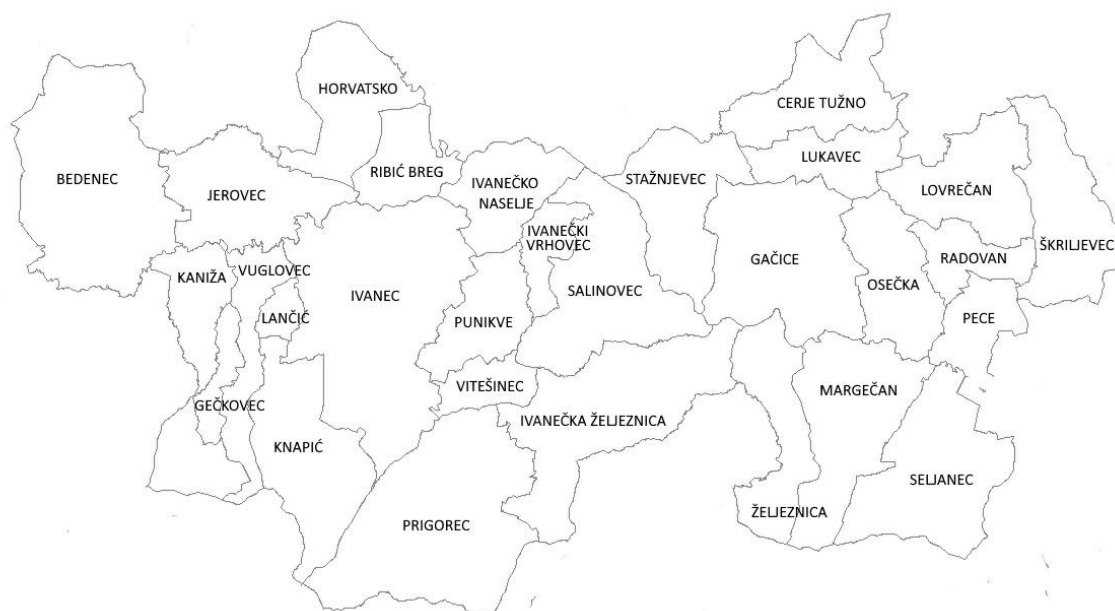 HORVATSKO
CERJE TUŽNO
LUKAVEC
RIBIĆ BREG
BEDENEC
IVANEČKO
NASELJE
STAŽNJEVEC
JEROVEC
LOVREČAN
IVANEČKI
VRHOVEC
ŠKRILJEVEC
RADOVAN
GAČICE
VUGLOVEC
KANIŽA
OSEČKA
IVANEC
SALINOVEC
LANČIĆ
PUNIKVE
PECE
VITEŠINEC
MARGEČAN
GEČKOVEC
IVANEČKA ŽELJEZNICA
KNAPIĆ
SELJANEC
ŽELJEZNICA
PRIGOREC